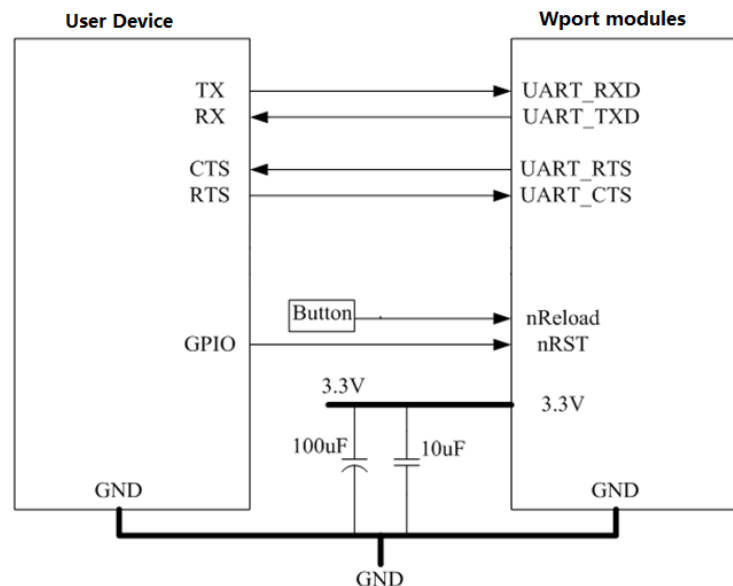 User Device
Wport modules
TX
UART_RXD
RX
UART_TXD
CTS
UART_RTS
RTS
UART_CTS
Button
nReload
GPIO
nRST
3.3V
3.3V
100uF
10uF
GND
GND
GND